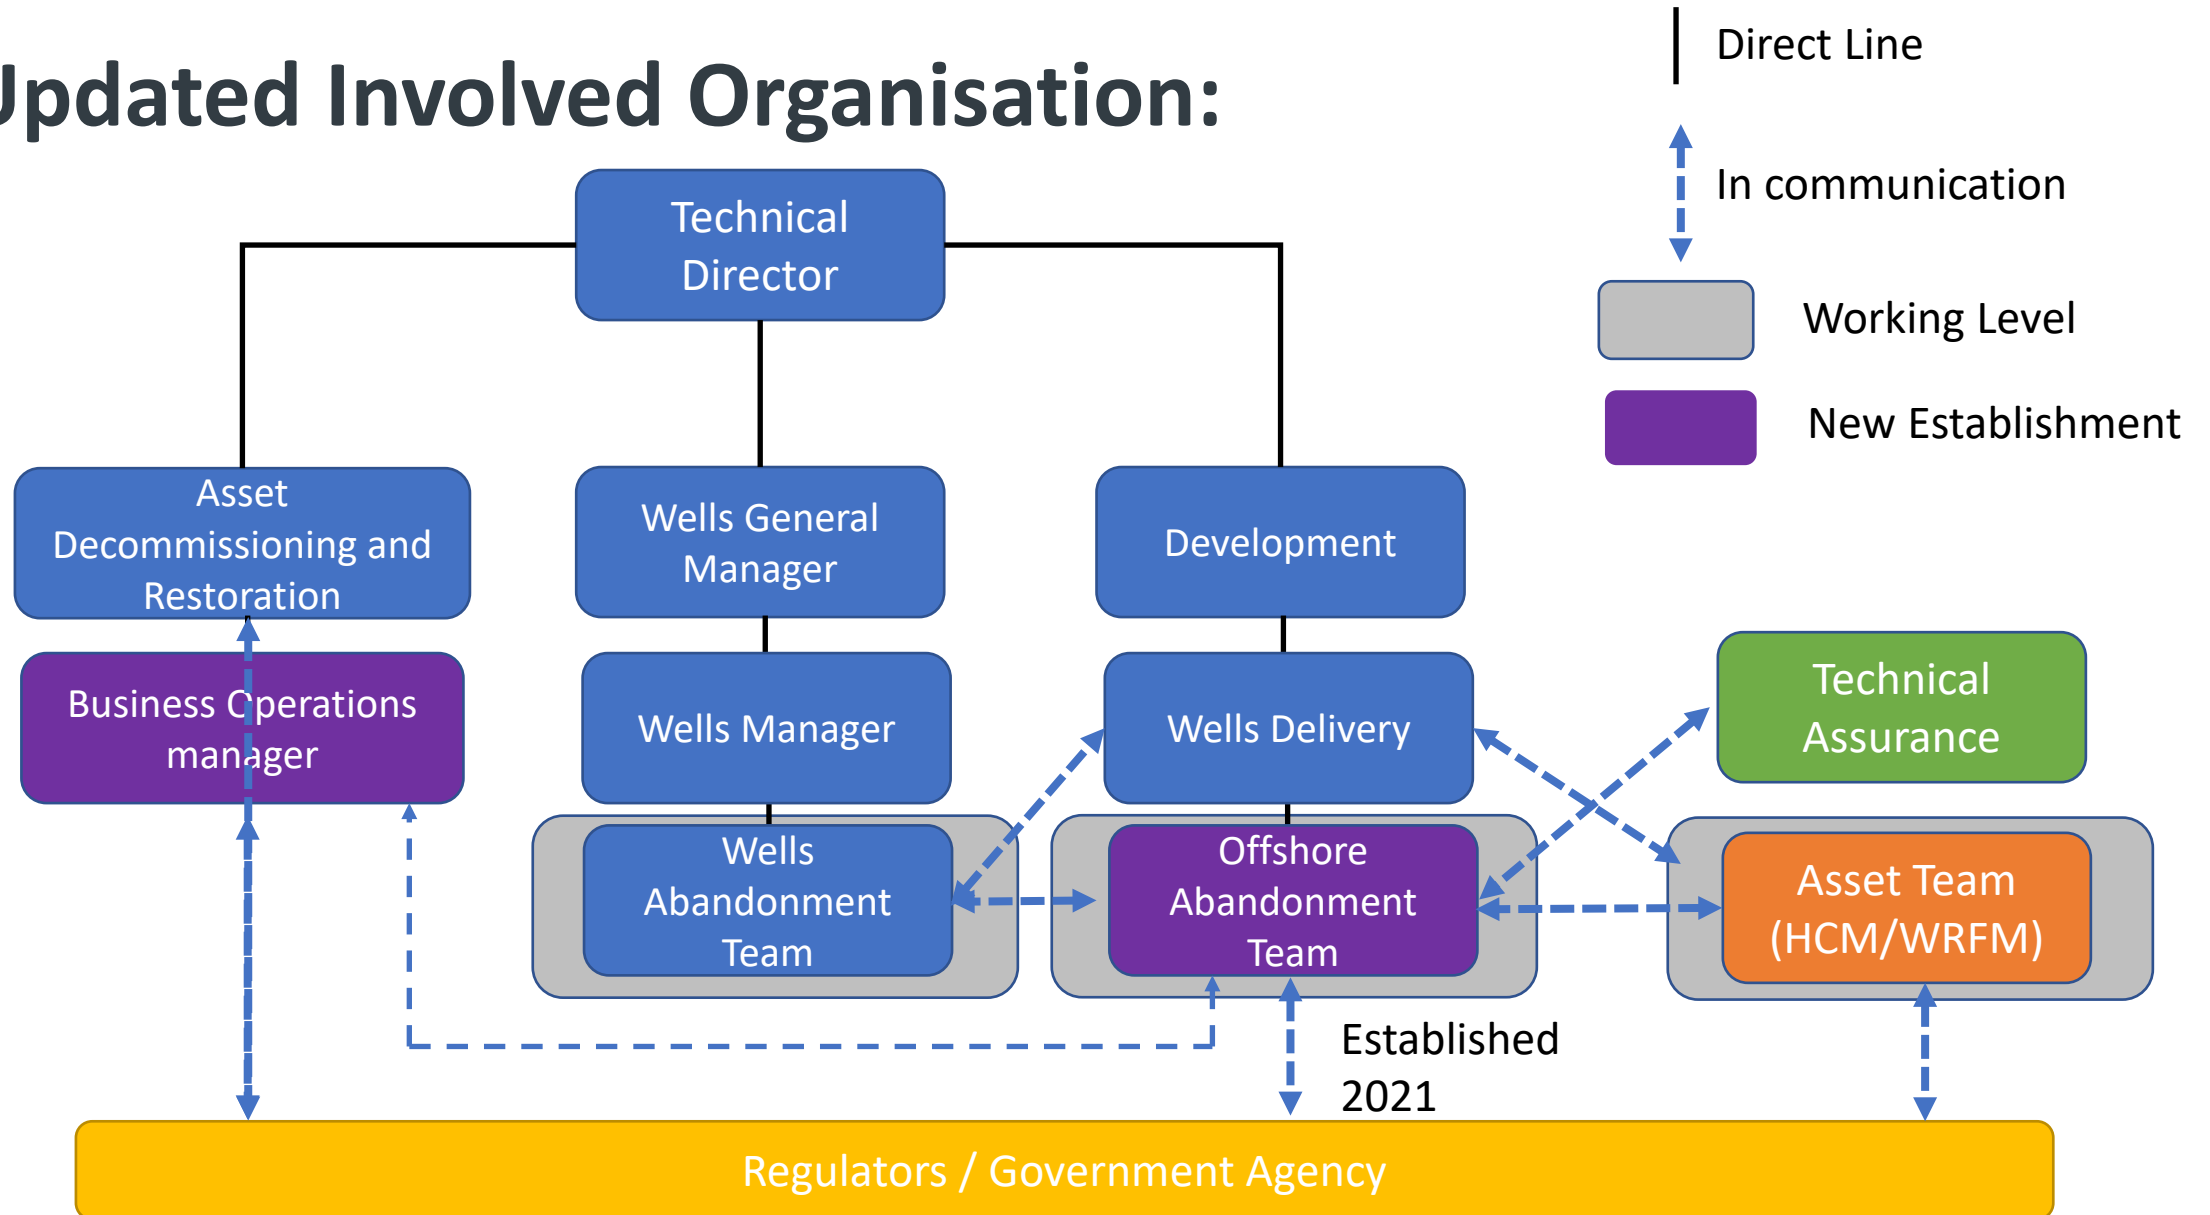 Updated Involved Organisation:
Direct Line
In communication
Working Level
New Establishment
Technical
Director
Asset
Decommissioning and
Restoration
Wells General
Manager
Development
Business Operations
manager
Wells Manager
Wells Delivery
Technical
Assurance
Wells
Abandonment
Team
Offshore
Abandonment
Team
Asset Team
(HCM/WRFM)
Established
2021
Regulators / Government Agency